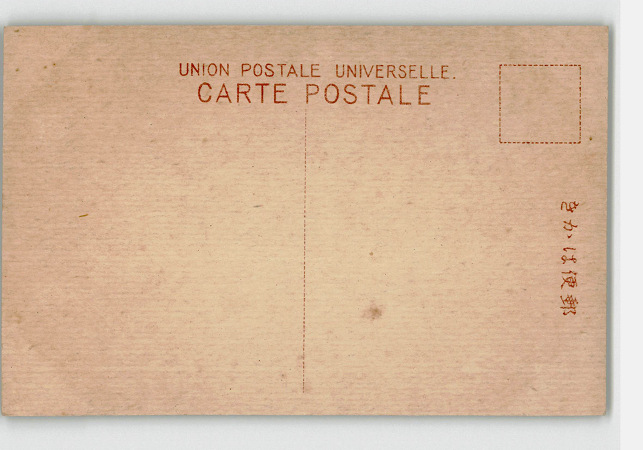 UNION POSTALE UNIVERSELLE.
CARTE POSTALE
郵便はかき